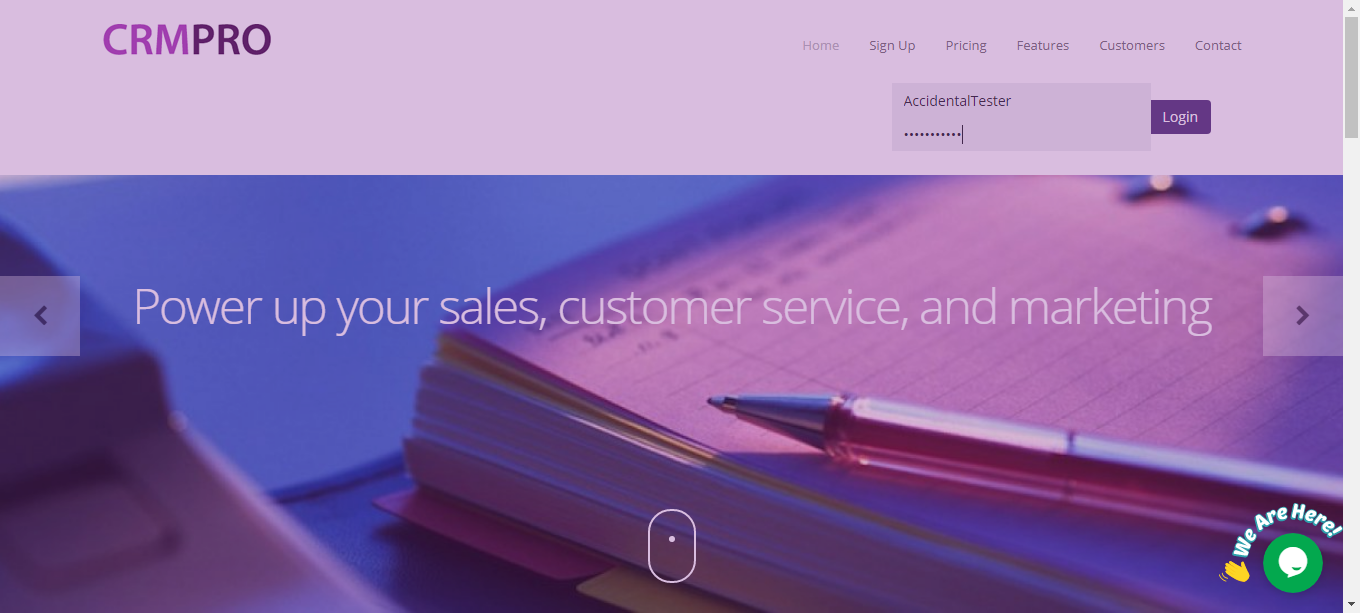 CRMPRO
Home Sign Up Pricing Features Customers Contact
AccidentalTester
•••••••••••
Login
Power up your sales, customer service, and marketing
We Are Here!